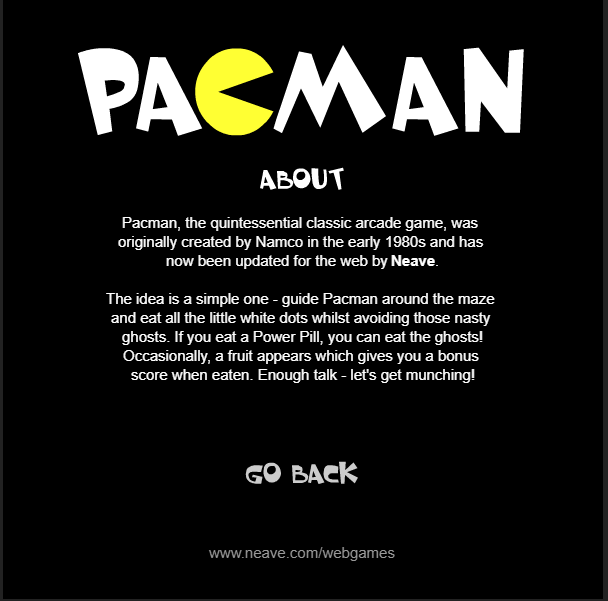 PACMAN
ABOUT
Pacman, the quintessential classic arcade game, was
originally created by Namco in the early 1980s and has
now been updated for the web by Neave.
The idea is a simple one - guide Pacman around the maze
and eat all the little white dots whilst avoiding those nasty
ghosts. If you eat a Power Pill, you can eat the ghosts!
Occasionally, a fruit appears which gives you a bonus
score when eaten. Enough talk - let's get munching!
GO BACK
www.neave.com/webgames